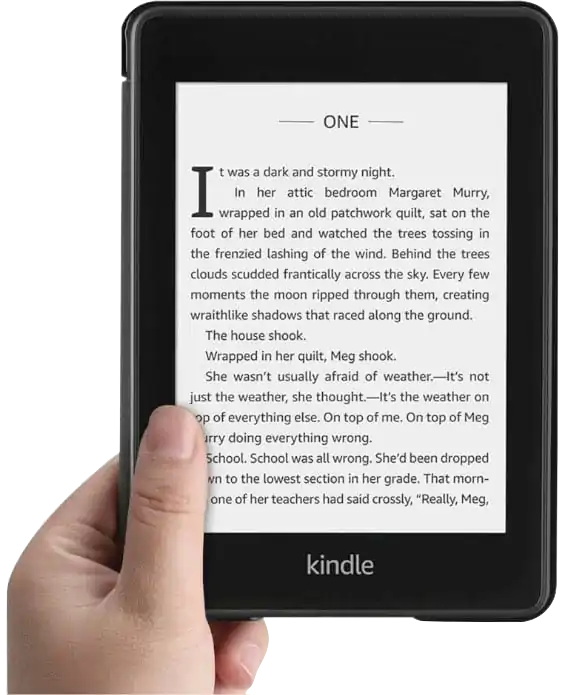 ONE
It was a dark and stormy night.
In her attic bedroom Margaret Murry,
wrapped in an old patchwork quilt, sat on the
foot of her bed and watched the trees tossing in
the frenzied lashing of the wind. Behind the trees
clouds scudded frantically across the sky. Every few
moments the moon ripped through them, creating
wraithlike shadows that raced along the ground.
The house shook.
Wrapped in her quilt, Meg shook.
She wasn't usually afraid of weather.—It's not
just the weather, she thought.—It's the weather on
of everything else. On top of me. On top of Meg
doing everything wrong.
School. School was all wrong. She'd been dropped
to the lowest section in her grade. That morn-
one of her teachers had said crossly, "Really, Meg,
kindle